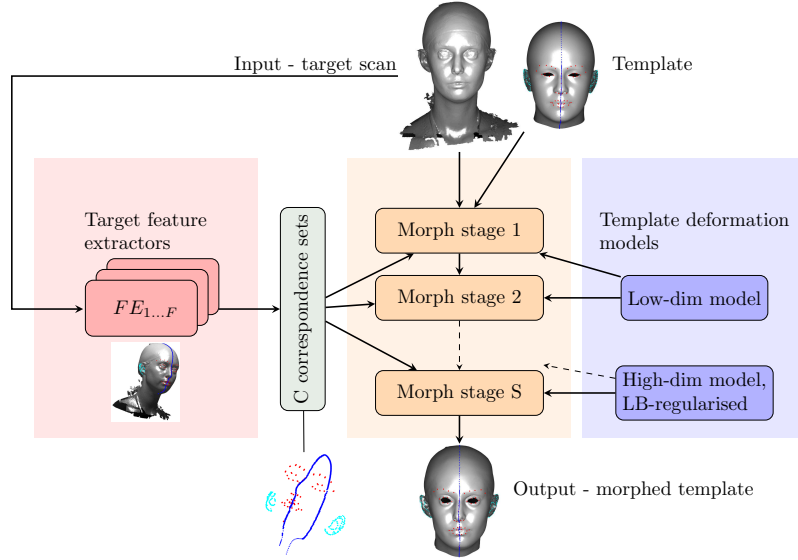 Input - target scan
Template
Target feature
extractors
Template deformation
models
C correspondence sets
Morph stage 1
Morph stage 2
Morph stage S
FE₁...F
Low-dim model
High-dim model,
LB-regularised
Output - morphed template